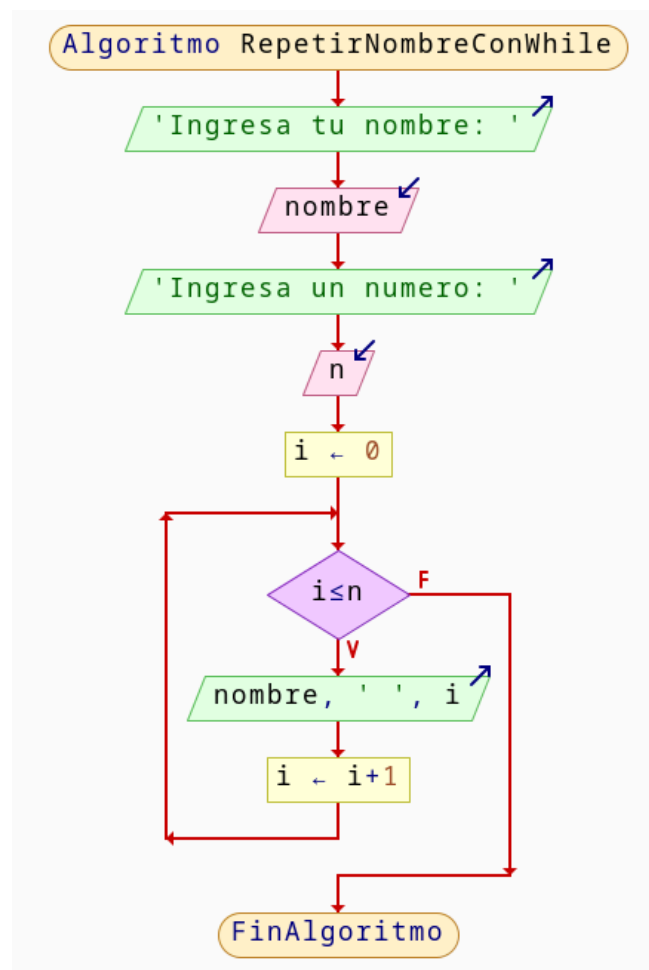 Algoritmo RepetirNombreConWhile
'Ingresa tu nombre: '
nombre
'Ingresa un numero: '
n
i ← 0
i≤n
F
V
nombre, ' ', i
i ← i+1
FinAlgoritmo